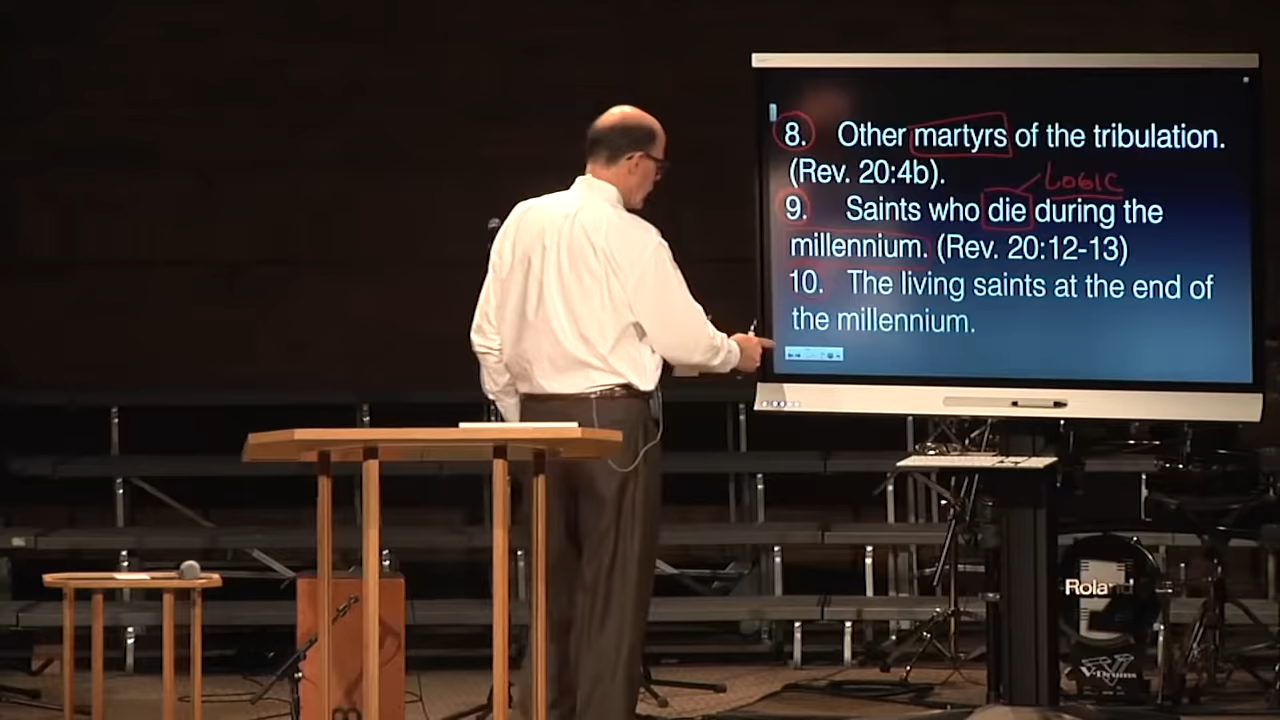 8. Other martyrs of the tribulation.
(Rev. 20:4b).
LOGIC
9. Saints who die during the
millennium. (Rev. 20:12-13)
10. The living saints at the end of
the millennium.
Roland
V-Drums